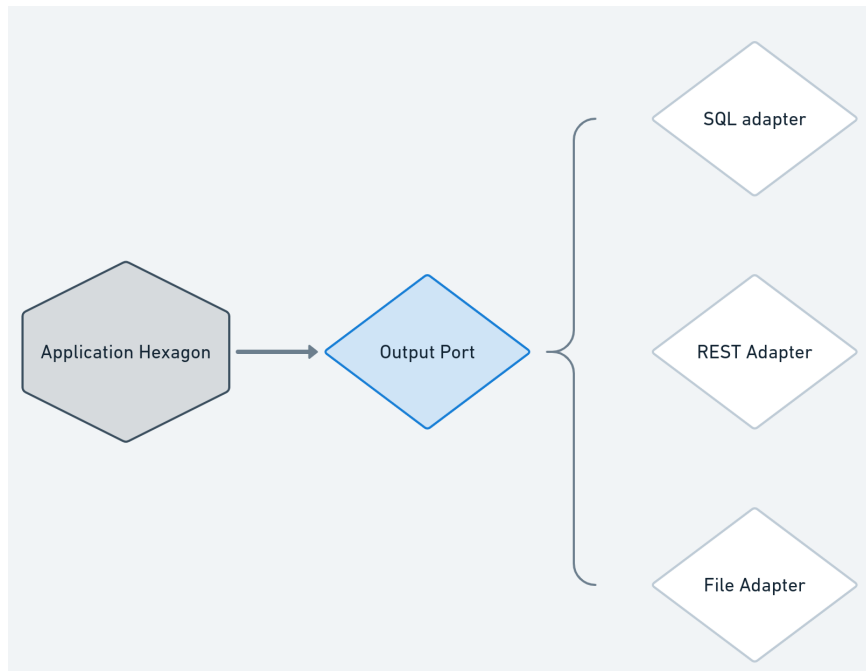 SQL adapter
Application Hexagon
Output Port
REST Adapter
File Adapter